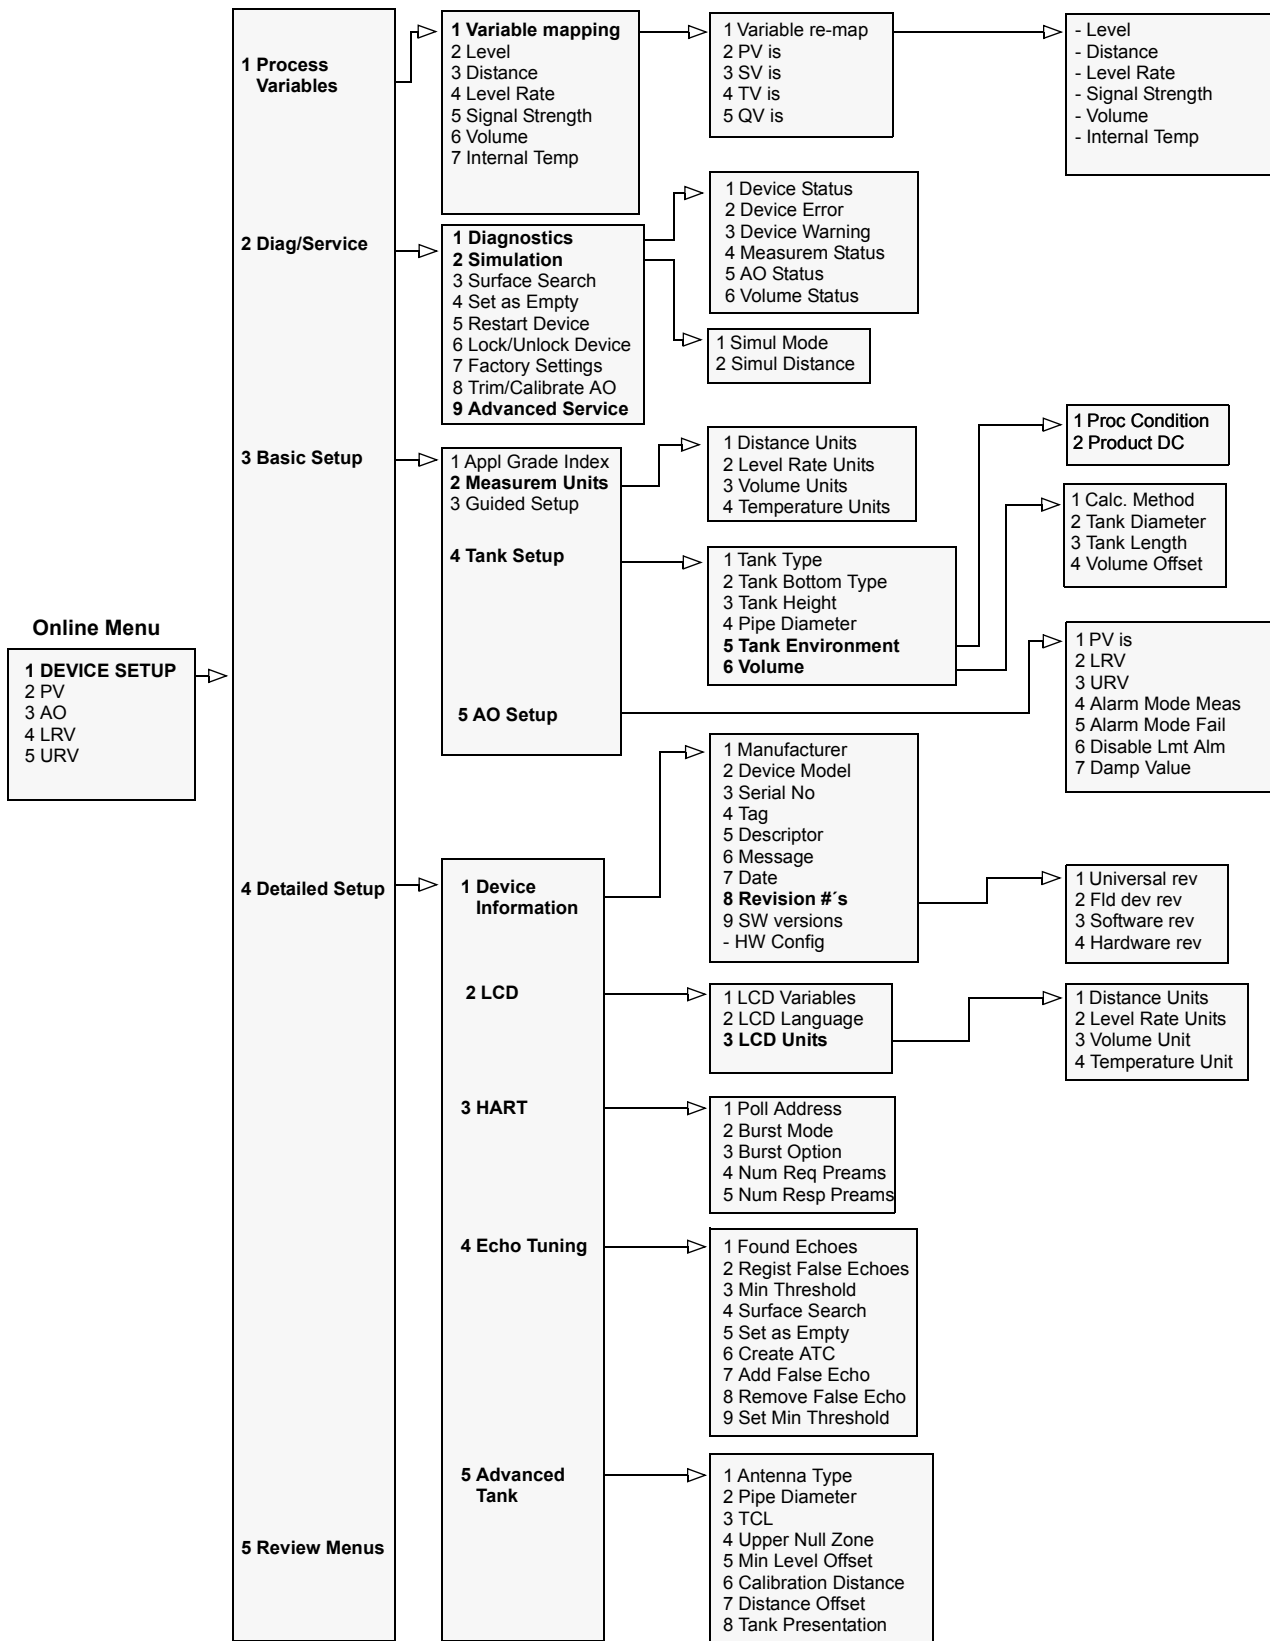 Online Menu
1 DEVICE SETUP
2 PV
3 AO
4 LRV
5 URV
1 Process
Variables
2 Diag/Service
3 Basic Setup
4 Detailed Setup
5 Review Menus
1 Variable mapping
2 Level
3 Distance
4 Level Rate
5 Signal Strength
6 Volume
7 Internal Temp
1 Variable re-map
2 PV is
3 SV is
4 TV is
5 QV is
- Level
- Distance
- Level Rate
- Signal Strength
- Volume
- Internal Temp
1 Diagnostics
2 Simulation
3 Surface Search
4 Set as Empty
5 Restart Device
6 Lock/Unlock Device
7 Factory Settings
8 Trim/Calibrate AO
9 Advanced Service
1 Device Status
2 Device Error
3 Device Warning
4 Measurem Status
5 AO Status
6 Volume Status
1 Simul Mode
2 Simul Distance
1 Appl Grade Index
2 Measurem Units
3 Guided Setup
4 Tank Setup
5 AO Setup
1 Distance Units
2 Level Rate Units
3 Volume Units
4 Temperature Units
1 Tank Type
2 Tank Bottom Type
3 Tank Height
4 Pipe Diameter
5 Tank Environment
6 Volume
1 Proc Condition
2 Product DC
1 Calc. Method
2 Tank Diameter
3 Tank Length
4 Volume Offset
1 PV is
2 LRV
3 URV
4 Alarm Mode Meas
5 Alarm Mode Fail
6 Disable Lmt Alm
7 Damp Value
1 Device
Information
2 LCD
3 HART
4 Echo Tuning
5 Advanced
Tank
1 Manufacturer
2 Device Model
3 Serial No
4 Tag
5 Descriptor
6 Message
7 Date
8 Revision #´s
9 SW versions
- HW Config
1 Universal rev
2 Fld dev rev
3 Software rev
4 Hardware rev
1 LCD Variables
2 LCD Language
3 LCD Units
1 Distance Units
2 Level Rate Units
3 Volume Unit
4 Temperature Unit
1 Poll Address
2 Burst Mode
3 Burst Option
4 Num Req Preams
5 Num Resp Preams
1 Found Echoes
2 Regist False Echoes
3 Min Threshold
4 Surface Search
5 Set as Empty
6 Create ATC
7 Add False Echo
8 Remove False Echo
9 Set Min Threshold
1 Antenna Type
2 Pipe Diameter
3 TCL
4 Upper Null Zone
5 Min Level Offset
6 Calibration Distance
7 Distance Offset
8 Tank Presentation